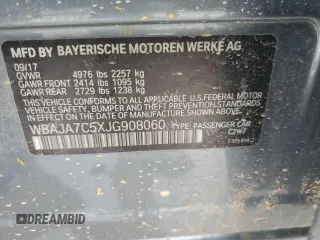 MFD BY BAYERISCHE MOTOREN WERKE AG
09/17
GVWR 4976 lbs 2257 kg
GAWR FRONT 2414 lbs 1095 kg
GAWR REAR 2729 lbs 1238 kg
THIS VEHICLE CONFORMS TO ALL APPLICABLE U.S. FEDERAL MOTOR
VEHICLE SAFETY, BUMPER AND THEFT PREVENTION STANDARDS
IN EFFECT ON THE DATE OF MANUFACTURE SHOWN ABOVE.
WBAJA7C5XJG908060 TYPE: PASSENGER CAR
DREAMBID